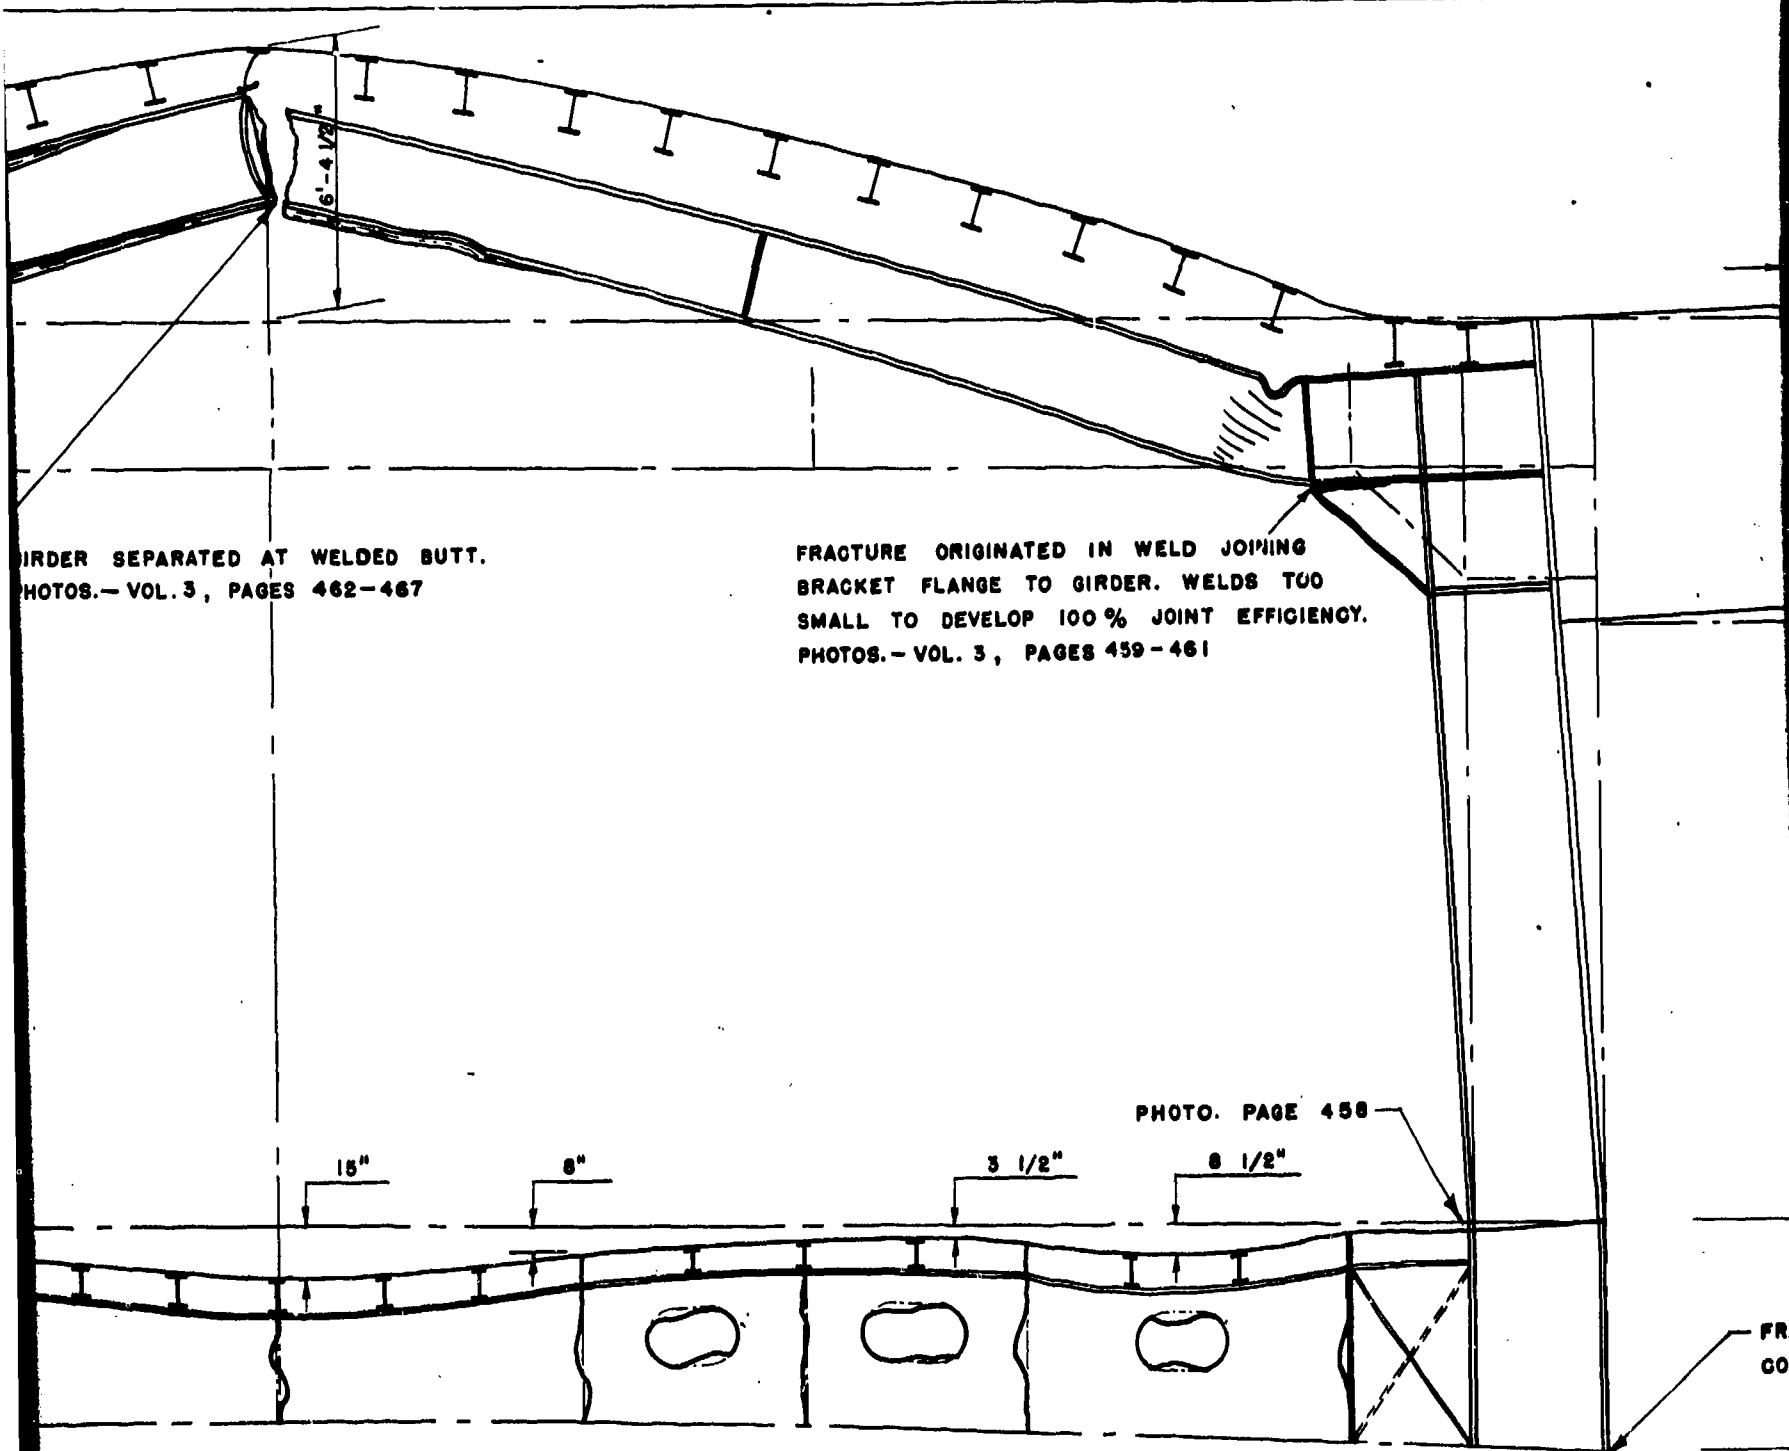 6'-4 1/2"
IRDER SEPARATED AT WELDED BUTT.
PHOTOS.— VOL. 3, PAGES 462-467
FRACTURE ORIGINATED IN WELD JOINING
BRACKET FLANGE TO GIRDER. WELDS TOO
SMALL TO DEVELOP 100 % JOINT EFFICIENCY.
PHOTOS.— VOL. 3, PAGES 459-461
PHOTO. PAGE 458
15"
8"
3 1/2"
8 1/2"
FR
CO